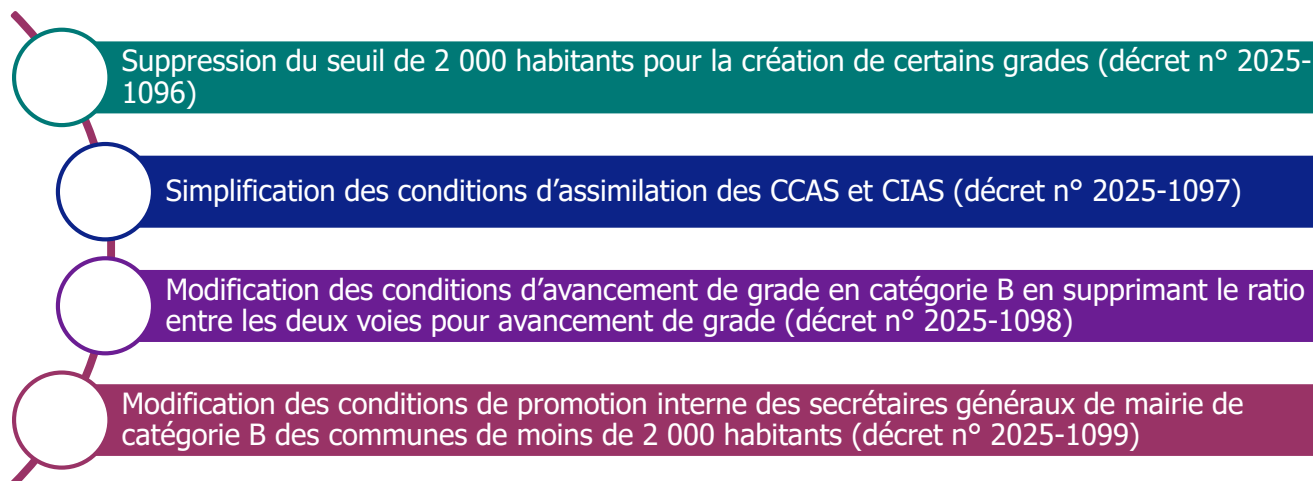 Suppression du seuil de 2 000 habitants pour la création de certains grades (décret n° 2025-
1096)
Simplification des conditions d’assimilation des CCAS et CIAS (décret n° 2025-1097)
Modification des conditions d’avancement de grade en catégorie B en supprimant le ratio
entre les deux voies pour avancement de grade (décret n° 2025-1098)
Modification des conditions de promotion interne des secrétaires généraux de mairie de
catégorie B des communes de moins de 2 000 habitants (décret n° 2025-1099)